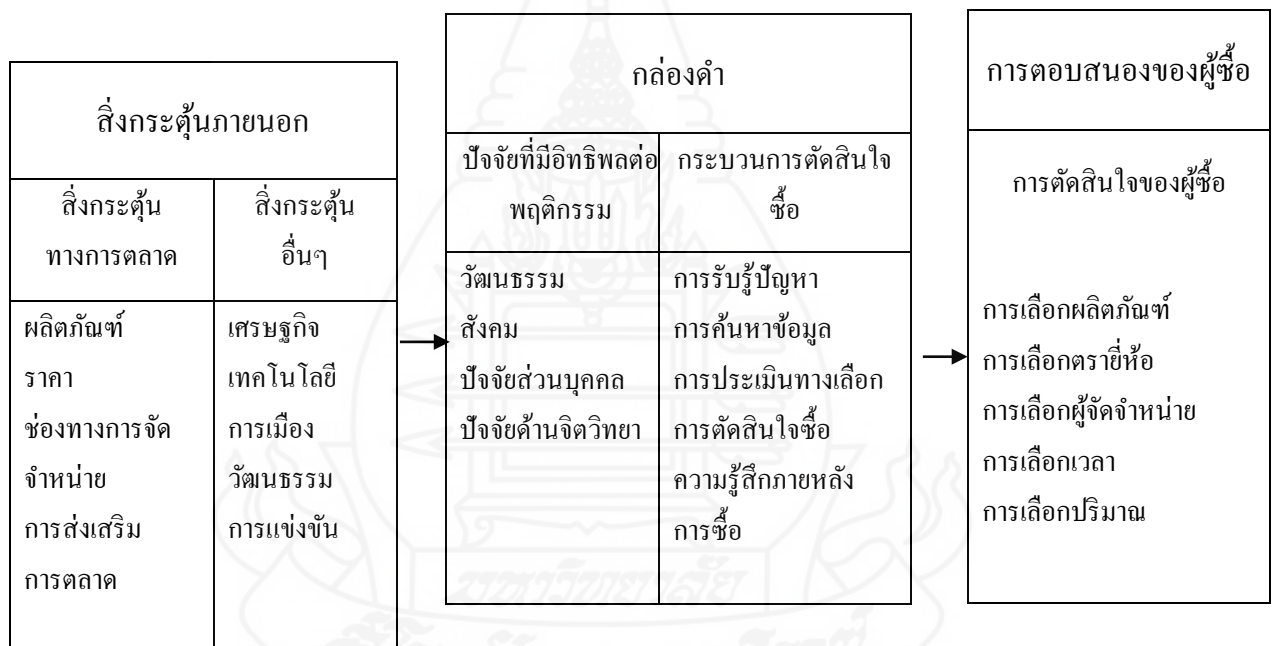 สิ่งกระตุ้นภายนอก
สิ่งกระตุ้น
ทางการตลาด
สิ่งกระตุ้น
อื่นๆ
ผลิตภัณฑ์
ราคา
ช่องทางการจัด
จำหน่าย
การส่งเสริม
การตลาด
เศรษฐกิจ
เทคโนโลยี
การเมือง
วัฒนธรรม
การแข่งขัน
กล่องดำ
ปัจจัยที่มีอิทธิพลต่อ
พฤติกรรม
กระบวนการตัดสินใจ
ซื้อ
วัฒนธรรม
สังคม
ปัจจัยส่วนบุคคล
ปัจจัยด้านจิตวิทยา
การรับรู้ปัญหา
การค้นหาข้อมูล
การประเมินทางเลือก
การตัดสินใจซื้อ
ความรู้สึกภายหลัง
การซื้อ
การตอบสนองของผู้ซื้อ
การตัดสินใจของผู้ซื้อ
การเลือกผลิตภัณฑ์
การเลือกตรายี่ห้อ
การเลือกผู้จัดจำหน่าย
การเลือกเวลา
การเลือกปริมาณ
มหาวิทยาลัย